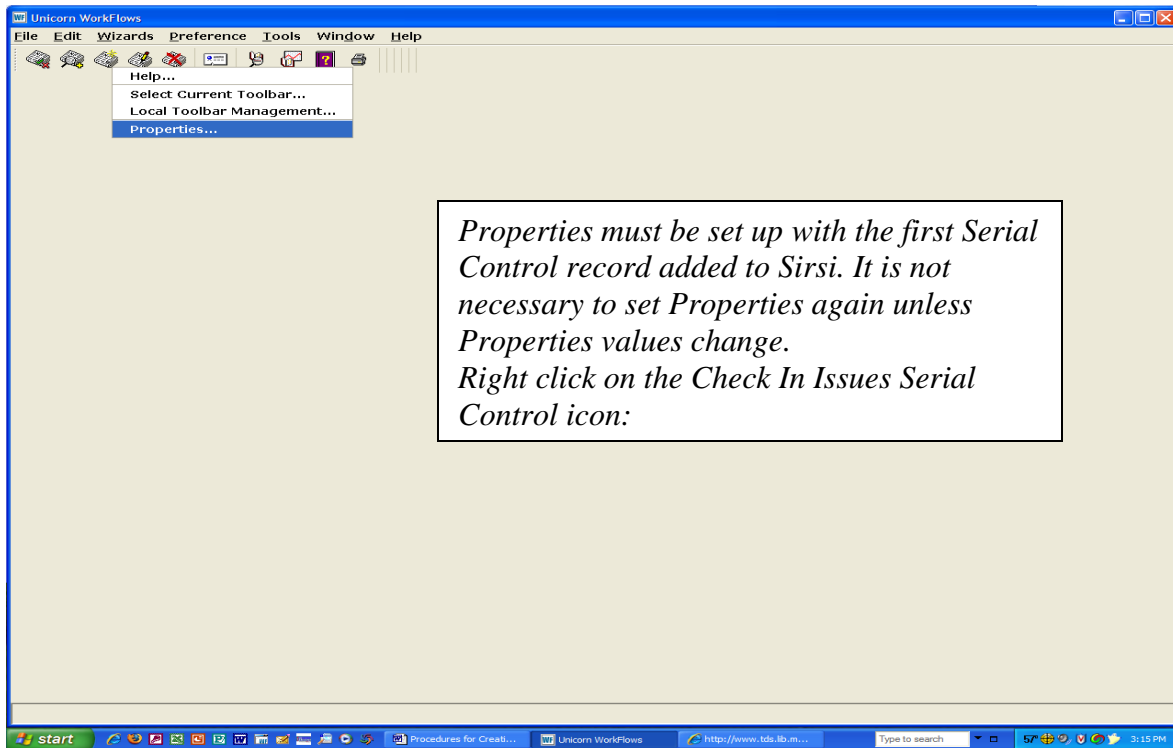 WF Unicorn WorkFlows
File Edit Wizards Preference Tools Window Help
Help...
Select Current Toolbar...
Local Toolbar Management...
Properties...
Properties must be set up with the first Serial
Control record added to Sirsi. It is not
necessary to set Properties again unless
Properties values change.
Right click on the Check In Issues Serial
Control icon:
start Procedures for Creati... WF Unicorn WorkFlows http://www.tds.lib.m... Type to search 3:15 PM